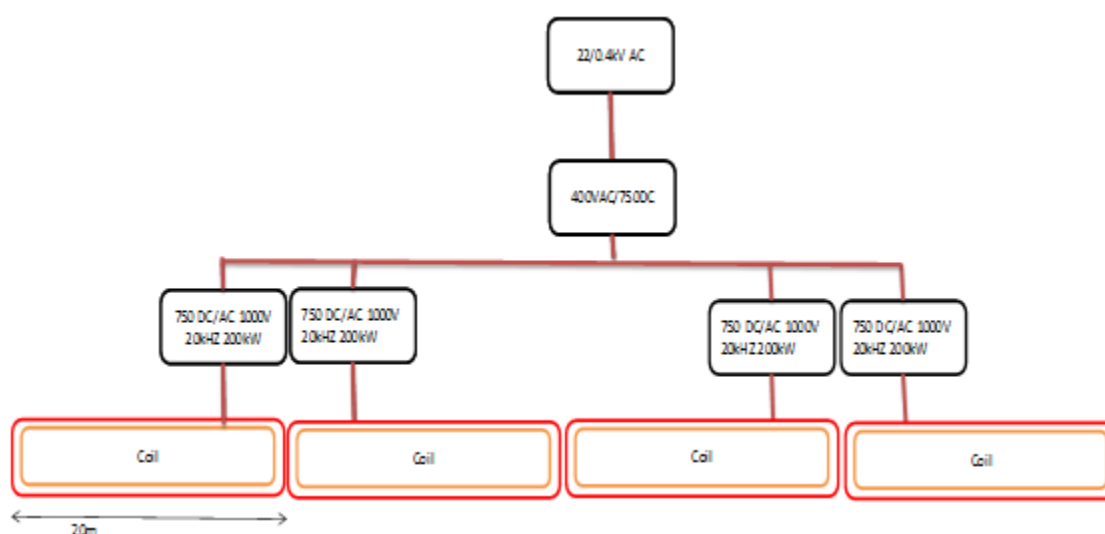 22/0.4kV AC
400VAC/750DC
750 DC/AC 1000V
20kHZ 200kW
750 DC/AC 1000V
20kHZ 200kW
750 DC/AC 1000V
20kHZ 200kW
750 DC/AC 1000V
20kHZ 200kW
Coil
Coil
Coil
Coil
20m